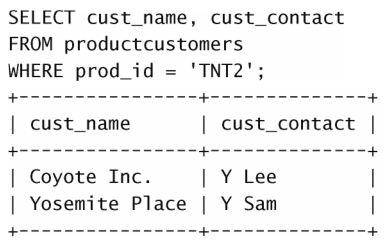 SELECT cust_name, cust_contact
FROM productcustomers
WHERE prod_id = 'TNT2';
+----------------+--------------+
| cust_name      | cust_contact |
+----------------+--------------+
| Coyote Inc.    | Y Lee        |
| Yosemite Place | Y Sam        |
+----------------+--------------+